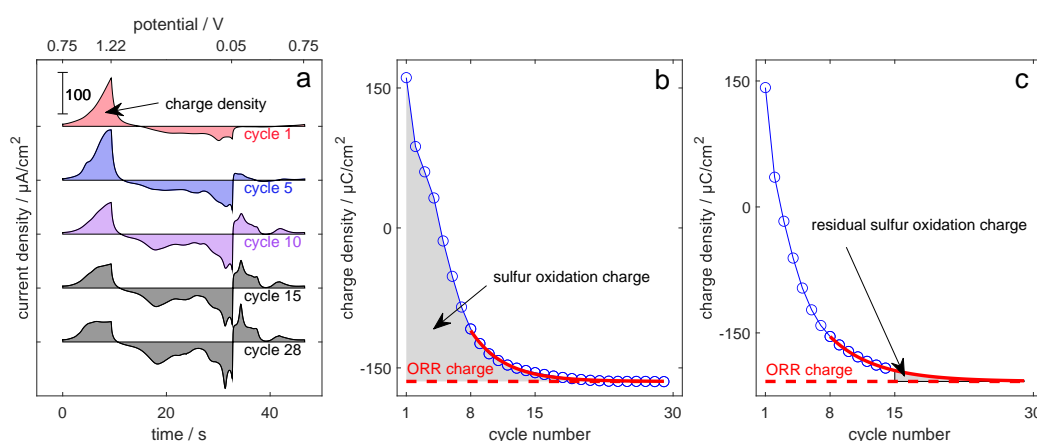 potential / V
0.75 1.22 0.05 0.75
a
100
charge density
cycle 1
cycle 5
cycle 10
cycle 15
cycle 28
current density / µA/cm²
0 20 40
time / s
b
150
0
-150
charge density / µC/cm²
sulfur oxidation charge
ORR charge
1 8 15 30
cycle number
c
150
0
-150
charge density / µC/cm²
residual sulfur oxidation charge
ORR charge
1 8 15 30
cycle number